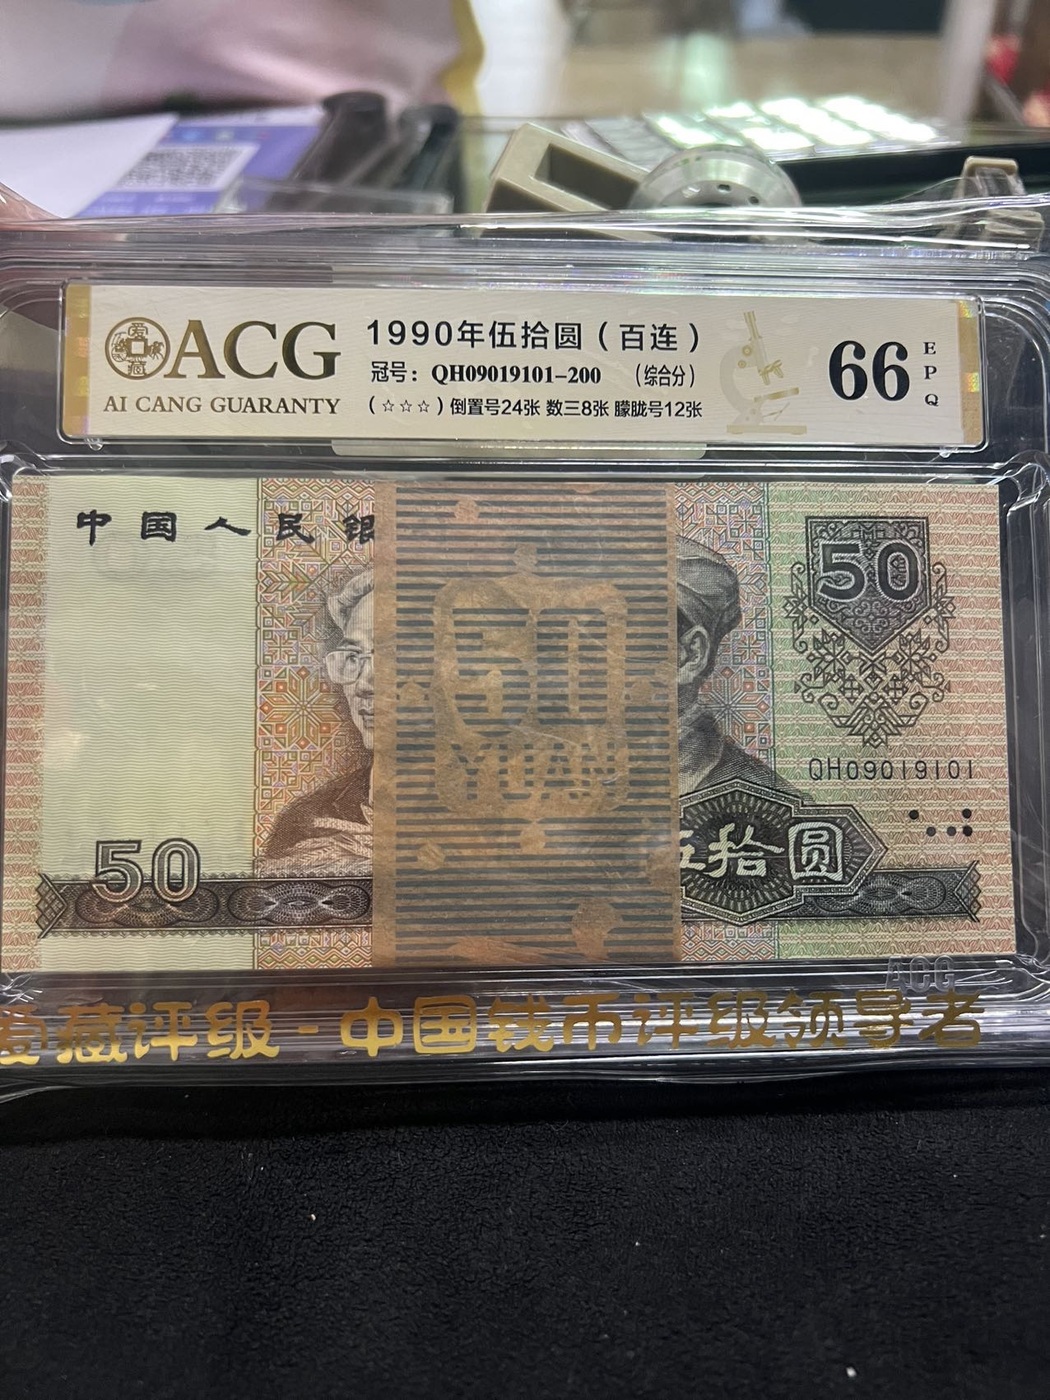 爱藏
ACG
AI CANG GUARANTY
1990年伍拾圆（百连）
冠号：QH09019101-200 （综合分）
（☆☆☆）倒置号24张 数三8张 朦胧号12张
66
EPQ
中国人民银
50
YUAN
50
QH09019101
伍拾圆
ACG
爱藏评级-中国钱币评级领导者